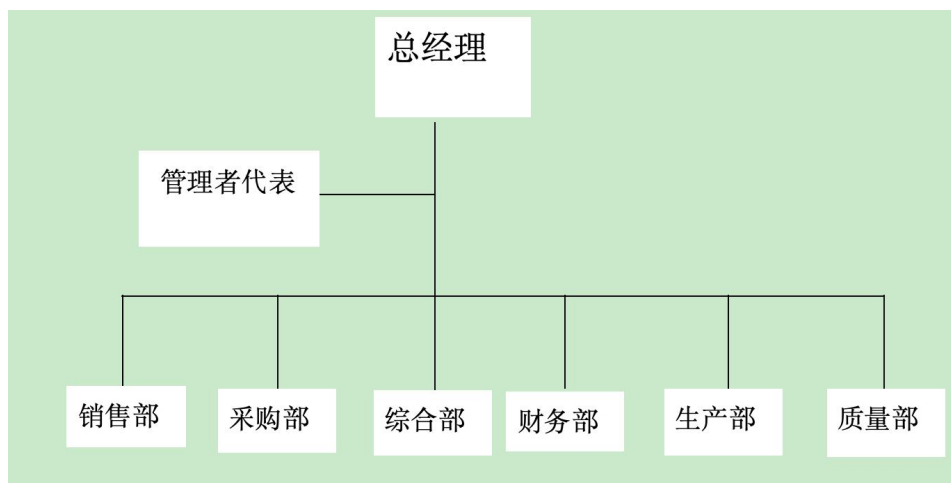 总经理
管理者代表
销售部
采购部
综合部
财务部
生产部
质量部